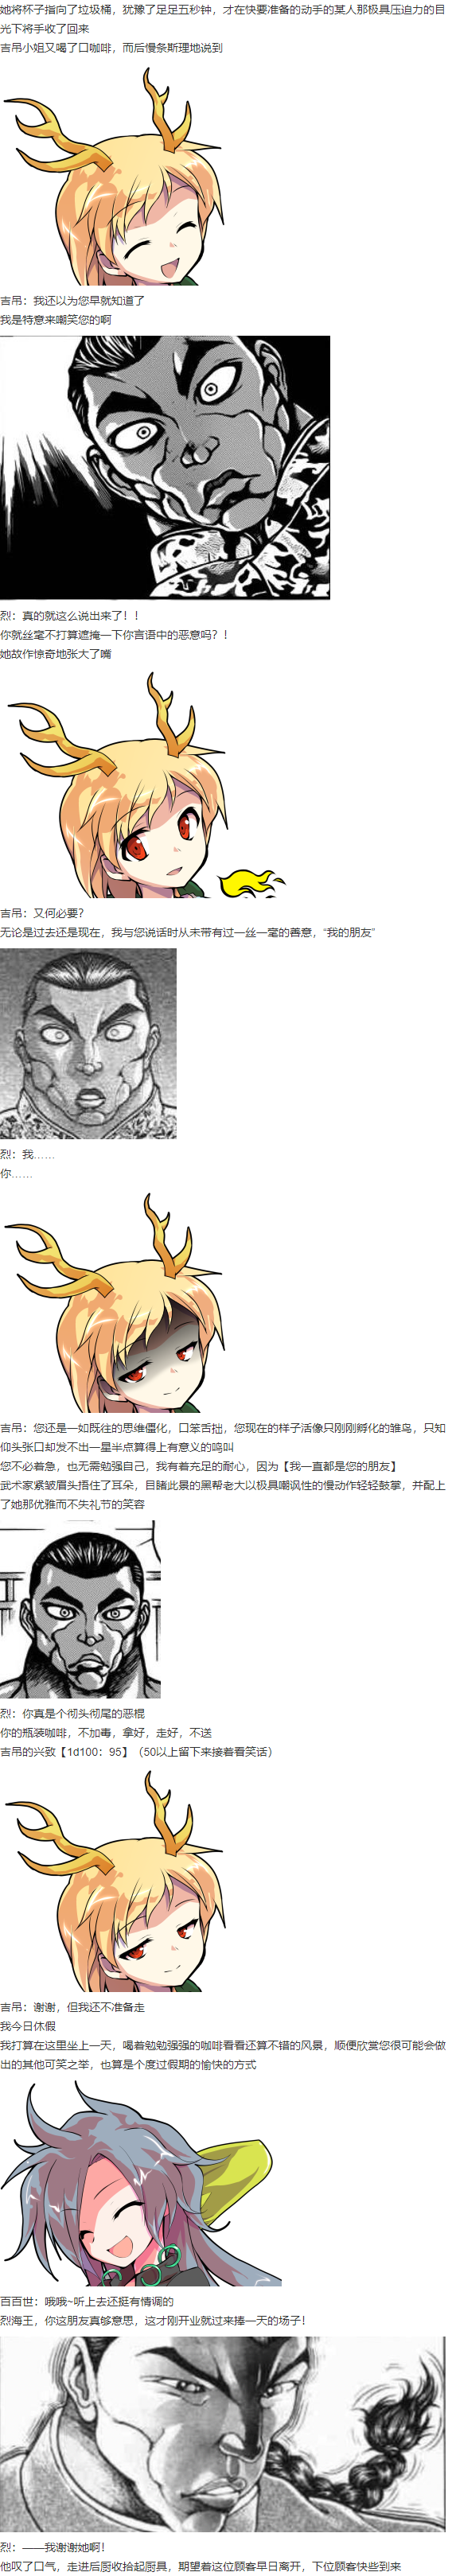 她将杯子指向了垃圾桶，犹豫了足足五秒钟，才在快要准备的动手的某人那极具压迫力的目
光下将手收了回来
吉吊小姐又喝了口咖啡，而后慢条斯理地说到
吉吊：我还以为您早就知道了
我是特意来嘲笑您的啊
烈：真的就这么说出来了！！
你就丝毫不打算遮掩一下你言语中的恶意吗？！
她故作惊奇地张大了嘴
吉吊：又何必要？
无论是过去还是现在，我与您说话时从未带有过一丝一毫的善意，“我的朋友”
烈：我……
你……
吉吊：您还是一如既往的思维僵化，口笨舌拙，您现在的样子活像只刚刚孵化的雏鸟，只知
仰头张口却发不出一星半点算得上有意义的鸣叫
您不必着急，也无需勉强自己，我有着充足的耐心，因为【我一直都是您的朋友】
武术家紧皱眉头捂住了耳朵，目睹此景的黑帮老大以极具嘲讽性的慢动作轻轻鼓掌，并配上
了她那优雅而不失礼节的笑容
烈：你真是个彻头彻尾的恶棍
你的瓶装咖啡，不加毒，拿好，走好，不送
吉吊的兴致【1d100：95】（50以上留下来接着看笑话）
吉吊：谢谢，但我还不准备走
我今日休假
我打算在这里坐上一天，喝着勉勉强强的咖啡看看还算不错的风景，顺便欣赏您很可能会做
出的其他可笑之举，也算是个度过假期的愉快的方式
百百世：哦哦~听上去还挺有情调的
烈海王，你这朋友真够意思，这才刚开业就过来捧一天的场子！
烈：——我谢谢她啊！
他叹了口气，走进后厨收拾起厨具，期望着这位顾客早日离开，下位顾客快些到来